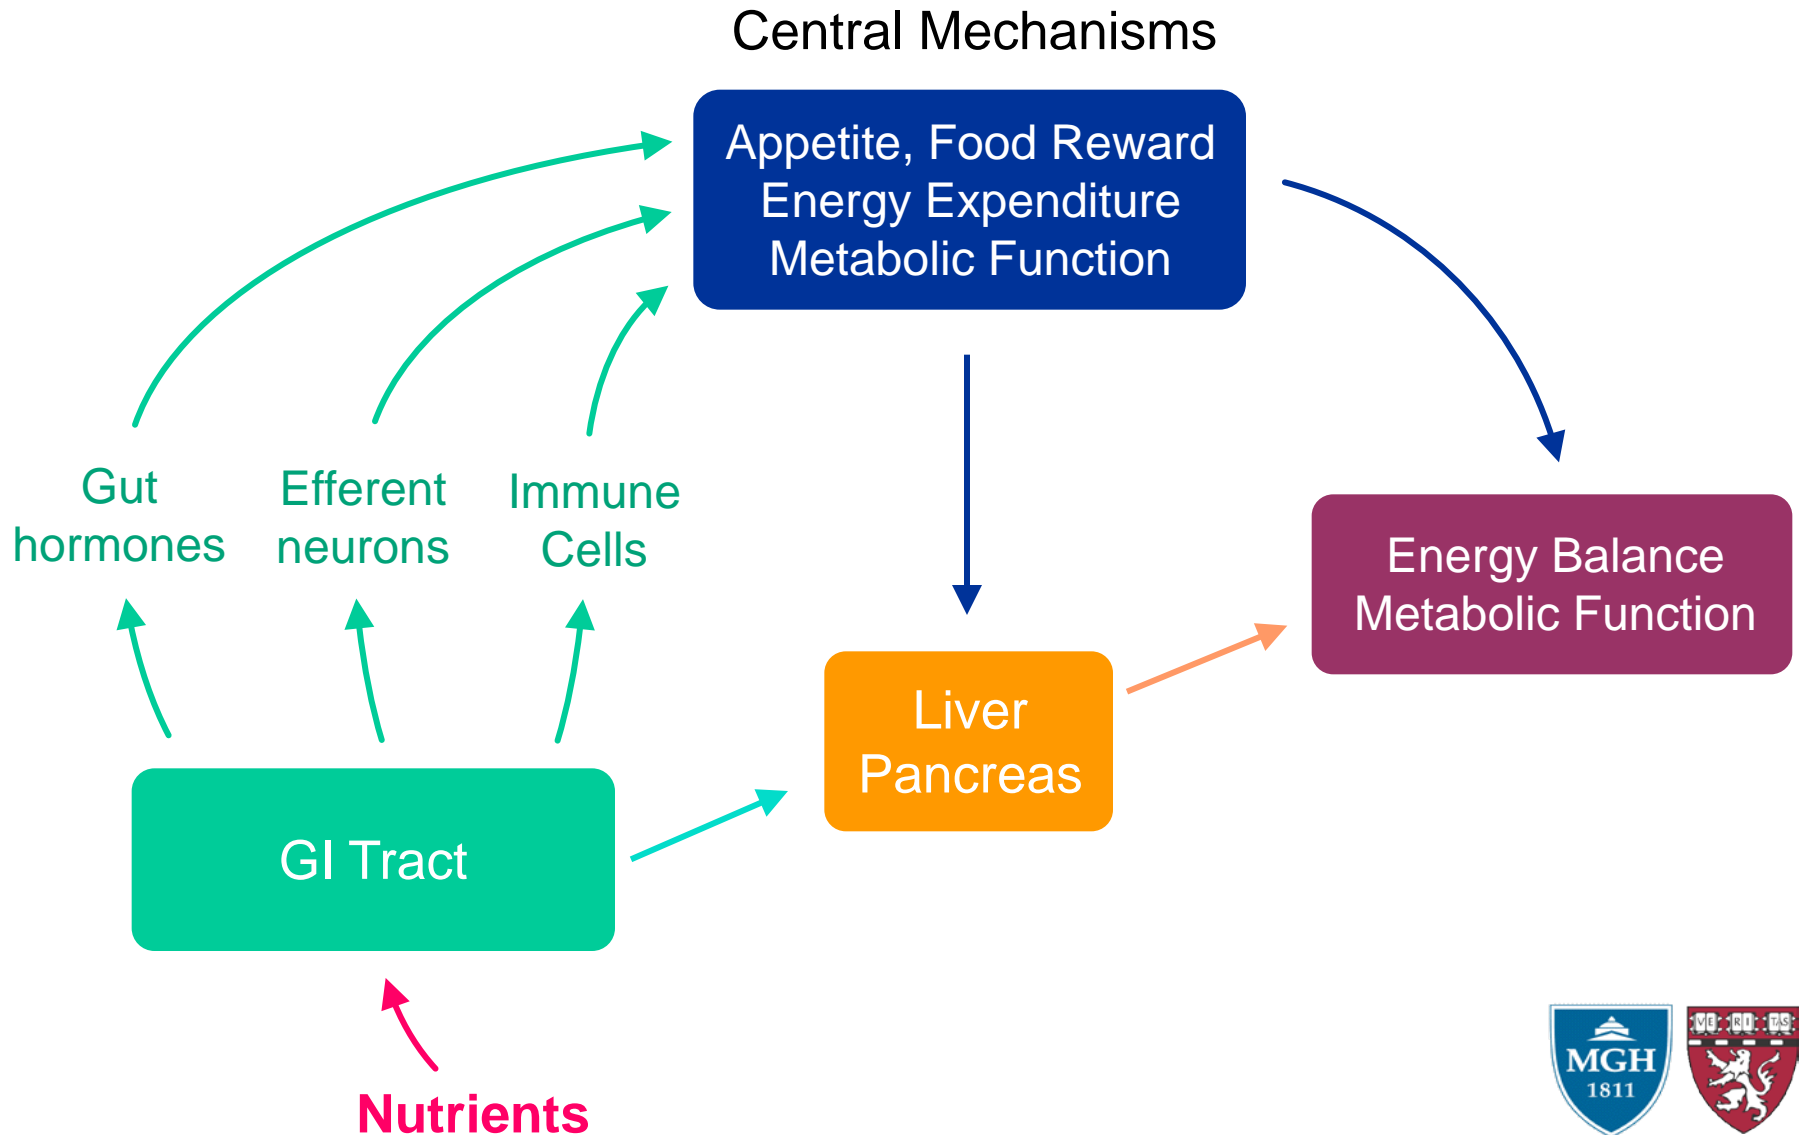 Central Mechanisms
Appetite, Food Reward
Energy Expenditure
Metabolic Function
Gut
hormones
Efferent
neurons
Immune
Cells
Energy Balance
Metabolic Function
Liver
Pancreas
GI Tract
Nutrients
MGH
1811
VE RI TAS